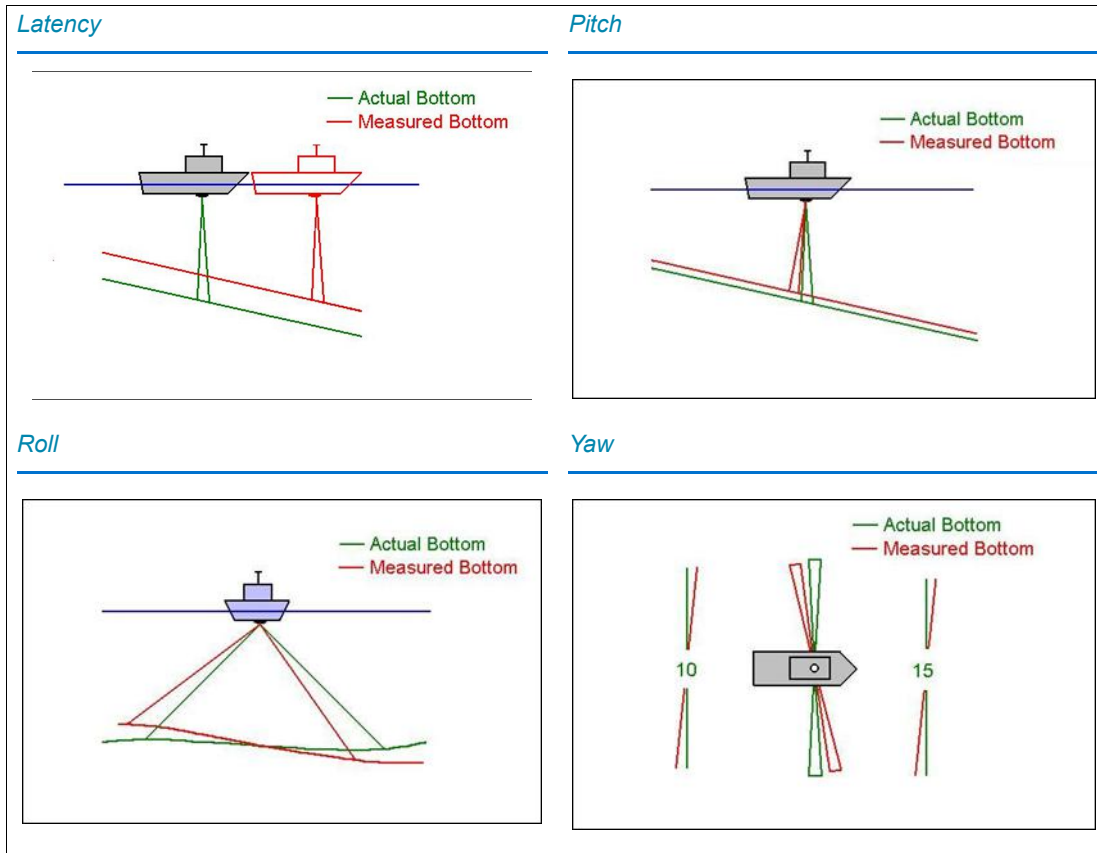 Latency
Actual Bottom
Measured Bottom
Pitch
Actual Bottom
Measured Bottom
Roll
Actual Bottom
Measured Bottom
Yaw
Actual Bottom
Measured Bottom
10
15